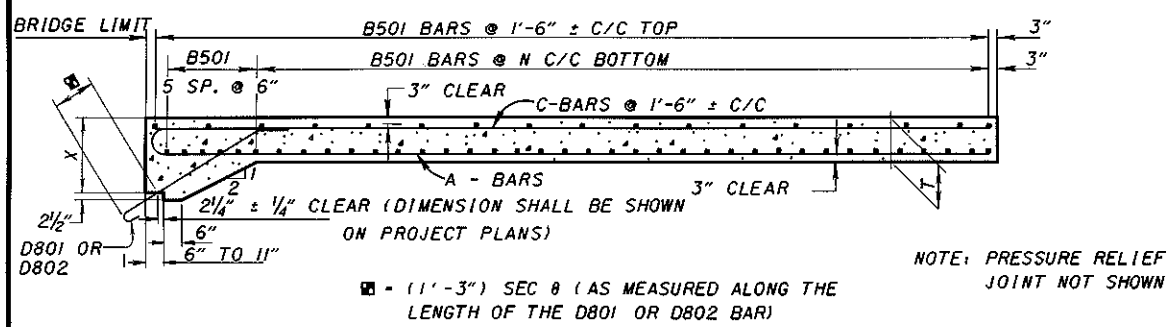 BRIDGE LIMIT
B501 BARS @ 1'-6" ± C/C TOP
3"
B501
B501 BARS @ N C/C BOTTOM
3"
5 SP. @ 6"
3" CLEAR
C-BARS @ 1'-6" ± C/C
X
A - BARS
3" CLEAR
T
1
2
2½"
2¼" ± ¼" CLEAR (DIMENSION SHALL BE SHOWN
ON PROJECT PLANS)
6"
6" TO 11"
D801 OR
D802
NOTE: PRESSURE RELIEF
JOINT NOT SHOWN
- (1'-3") SEC θ (AS MEASURED ALONG THE
LENGTH OF THE D801 OR D802 BAR)